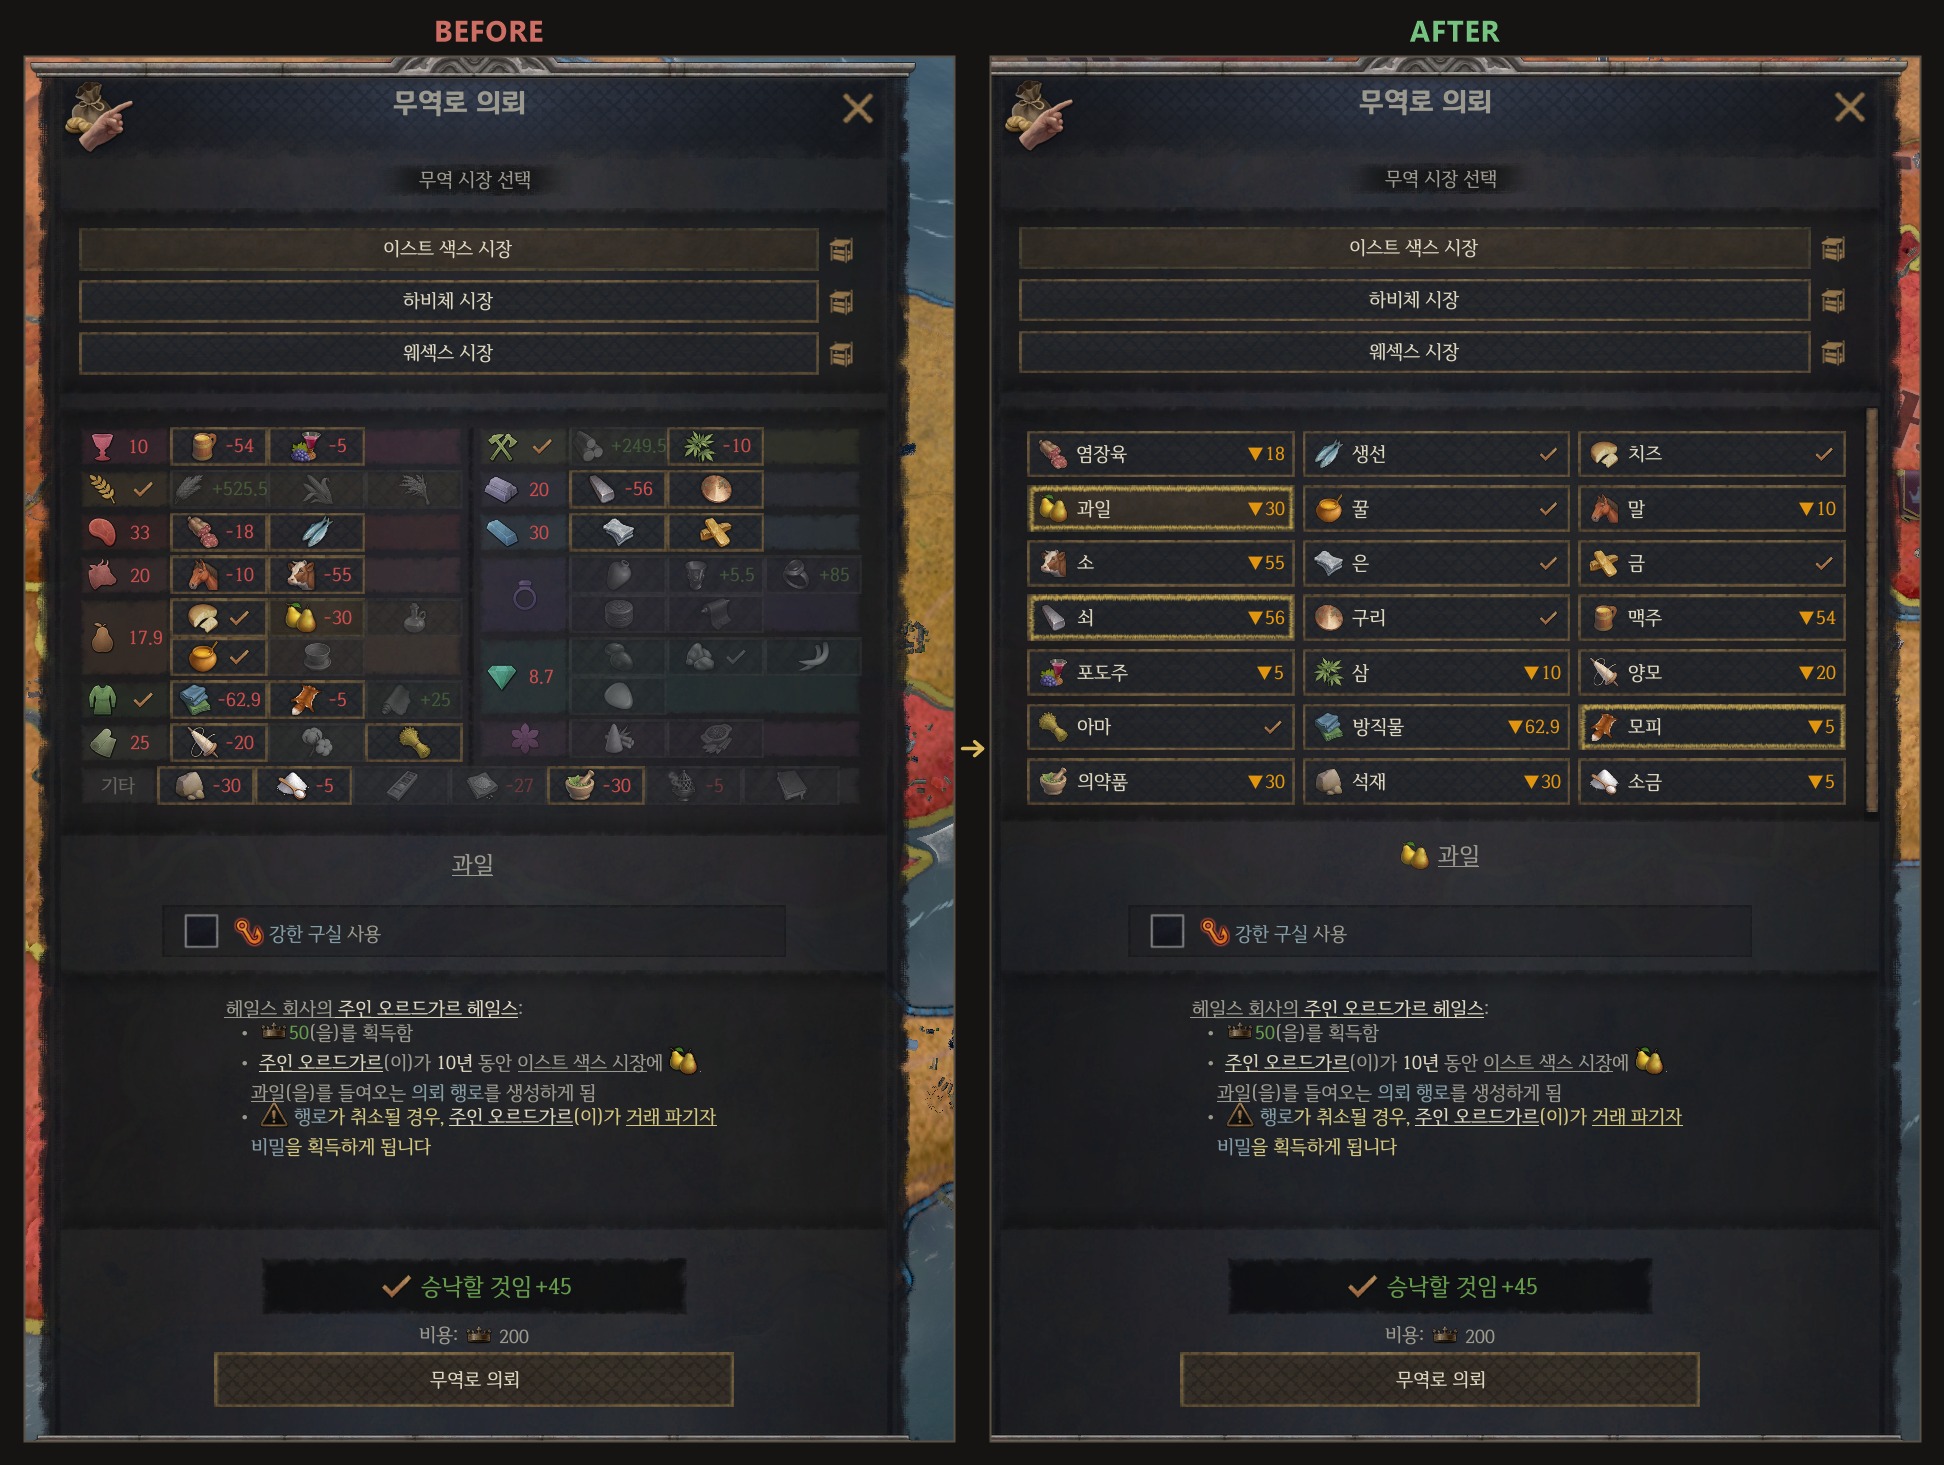 BEFORE
무역로 의뢰
무역 시장 선택
이스트 색스 시장
하비체 시장
웨섹스 시장
10 -54 -5 +249.5 -10
+525.5 20 -56
33 -18 30
20 -10 -55 +5.5 +85
17.9 -30
8.7
-62.9 -5 +25
25 -20
기타 -30 -5 -27 -30 -5
과일
강한 구실 사용
헤일스 회사의 주인 오르드가르 헤일스:
• 50(을)를 획득함
• 주인 오르드가르(이)가 10년 동안 이스트 색스 시장에
과일(을)를 들여오는 의뢰 행로를 생성하게 됨
• 행로가 취소될 경우, 주인 오르드가르(이)가 거래 파기자
비밀을 획득하게 됩니다
✓ 승낙할 것임 +45
비용: 200
무역로 의뢰
→
AFTER
무역로 의뢰
무역 시장 선택
이스트 색스 시장
하비체 시장
웨섹스 시장
염장육 ▼18 생선 ✓ 치즈 ✓
과일 ▼30 꿀 ✓ 말 ▼10
소 ▼55 은 ✓ 금 ✓
쇠 ▼56 구리 ✓ 맥주 ▼54
포도주 ▼5 삼 ▼10 양모 ▼20
아마 ✓ 방직물 ▼62.9 모피 ▼5
의약품 ▼30 석재 ▼30 소금 ▼5
과일
강한 구실 사용
헤일스 회사의 주인 오르드가르 헤일스:
• 50(을)를 획득함
• 주인 오르드가르(이)가 10년 동안 이스트 색스 시장에
과일(을)를 들여오는 의뢰 행로를 생성하게 됨
• 행로가 취소될 경우, 주인 오르드가르(이)가 거래 파기자
비밀을 획득하게 됩니다
✓ 승낙할 것임 +45
비용: 200
무역로 의뢰